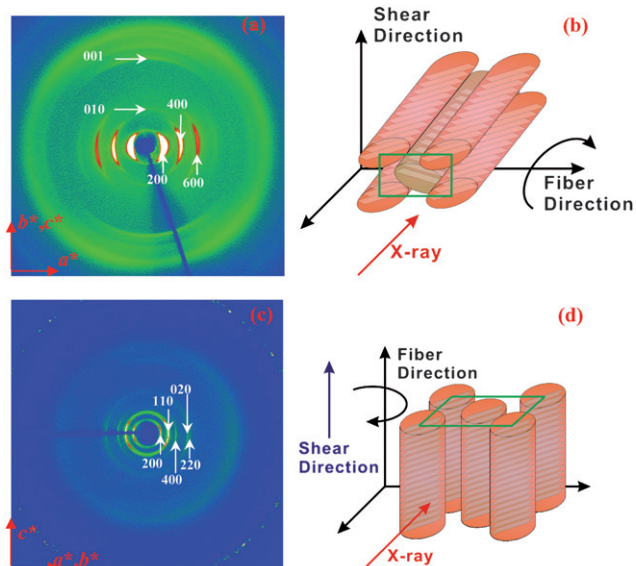 (a)
001
010
400
200
600
b*,c*
a*
Shear
Direction
(b)
Fiber
Direction
X-ray
(c)
110
020
200
220
400
c*
a*,b*
(d)
Fiber
Direction
Shear
Direction
X-ray